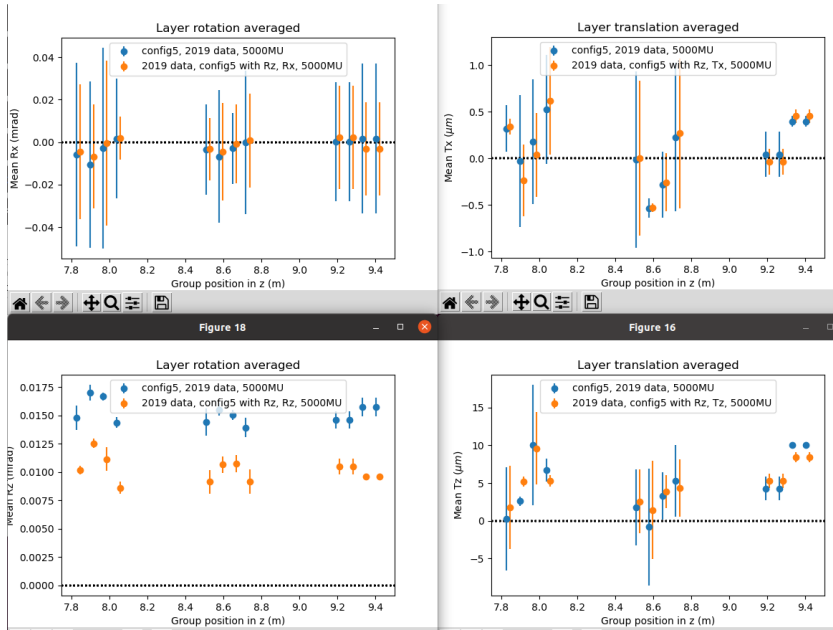 Layer rotation averaged
config5, 2019 data, 5000MU
2019 data, config5 with Rz, Rx, 5000MU
Mean Rx (mrad)
0.04
0.02
0.00
−0.02
−0.04
7.8 8.0 8.2 8.4 8.6 8.8 9.0 9.2 9.4
Group position in z (m)
Layer translation averaged
config5, 2019 data, 5000MU
2019 data, config5 with Rz, Tx, 5000MU
Mean Tx (μm)
1.0
0.5
0.0
−0.5
−1.0
7.8 8.0 8.2 8.4 8.6 8.8 9.0 9.2 9.4
Group position in z (m)
Figure 18
Layer rotation averaged
config5, 2019 data, 5000MU
2019 data, config5 with Rz, Rz, 5000MU
Mean Rz (mrad)
0.0175
0.0150
0.0125
0.0100
0.0075
0.0050
0.0025
0.0000
7.8 8.0 8.2 8.4 8.6 8.8 9.0 9.2 9.4
Group position in z (m)
Figure 16
Layer translation averaged
config5, 2019 data, 5000MU
2019 data, config5 with Rz, Tz, 5000MU
Mean Tz (μm)
15
10
5
0
−5
7.8 8.0 8.2 8.4 8.6 8.8 9.0 9.2 9.4
Group position in z (m)